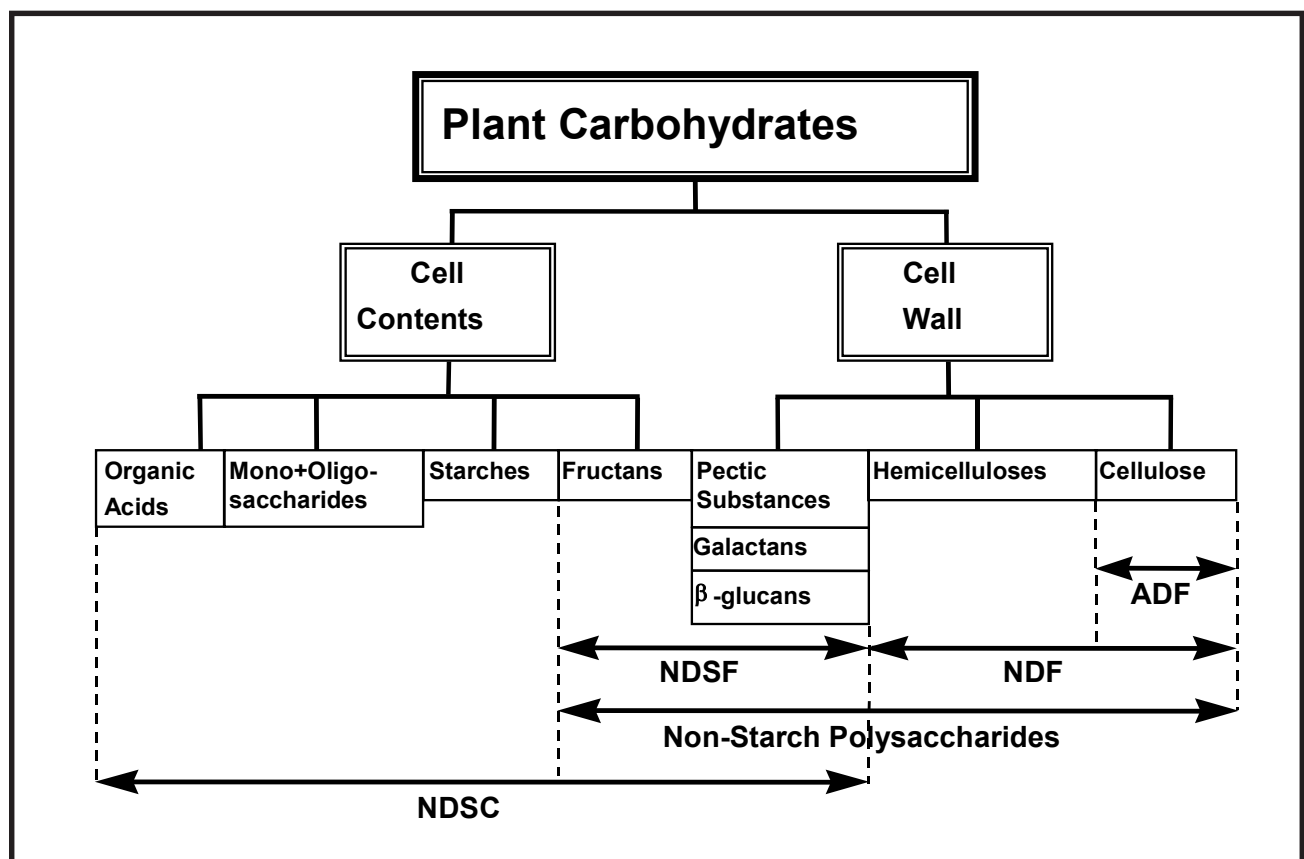 Plant Carbohydrates
Cell
Contents
Cell
Wall
Organic
Acids
Mono+Oligo-
saccharides
Starches
Fructans
Pectic
Substances
Galactans
β-glucans
Hemicelluloses
Cellulose
ADF
NDSF
NDF
Non-Starch Polysaccharides
NDSC